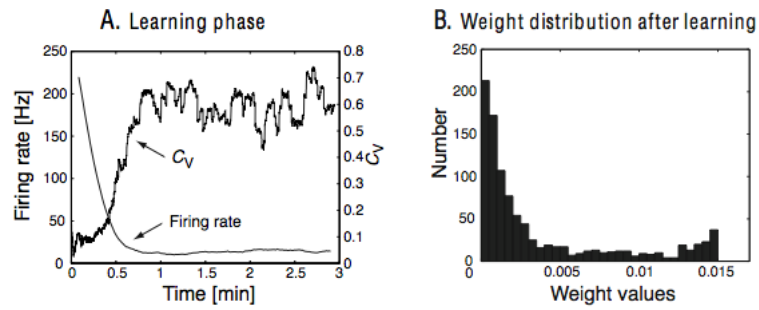 A. Learning phase
250
200
150
100
50
0
Firing rate [Hz]
0.8
0.7
0.6
0.5
0.4
0.3
0.2
0.1
0
CV
CV
Firing rate
0 0.5 1 1.5 2 2.5 3
Time [min]
B. Weight distribution after learning
250
200
150
100
50
0
Number
0 0.005 0.01 0.015
Weight values